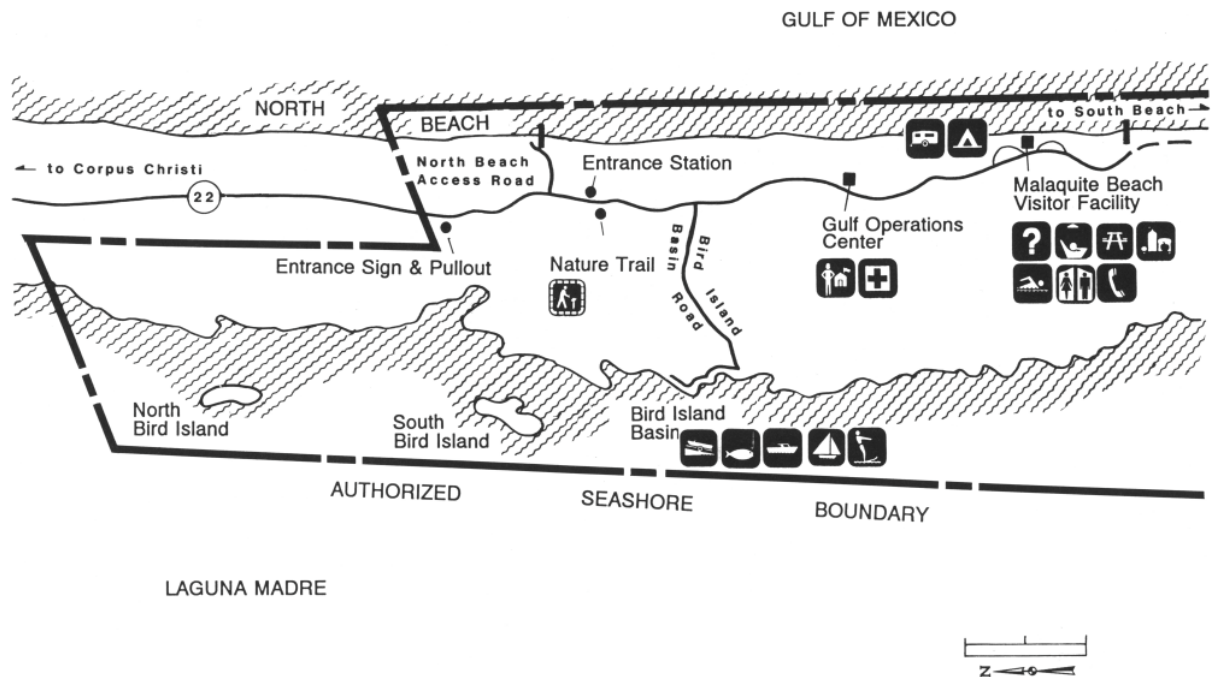 GULF OF MEXICO
NORTH
BEACH
to South Beach
to Corpus Christi
22
North Beach
Access Road
Entrance Station
Malaquite Beach
Visitor Facility
Gulf Operations
Center
Entrance Sign & Pullout
Nature Trail
Bird Island
Basin Road
?
North
Bird Island
South
Bird Island
Bird Island
Basin
AUTHORIZED
SEASHORE
BOUNDARY
LAGUNA MADRE
N